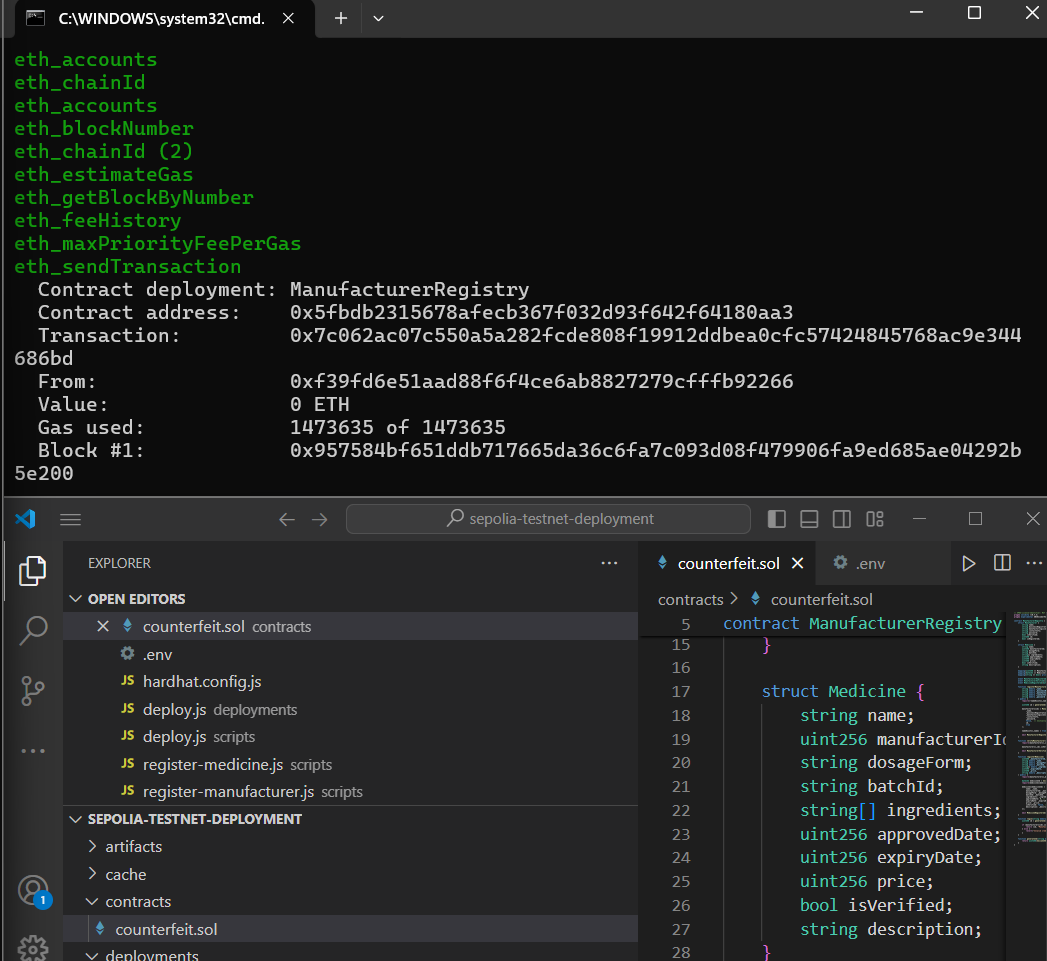 C:\WINDOWS\system32\cmd.
eth_accounts
eth_chainId
eth_accounts
eth_blockNumber
eth_chainId (2)
eth_estimateGas
eth_getBlockByNumber
eth_feeHistory
eth_maxPriorityFeePerGas
eth_sendTransaction
Contract deployment: ManufacturerRegistry
Contract address: 0x5fbdb2315678afecb367f032d93f642f64180aa3
Transaction: 0x7c062ac07c550a5a282fcde808f19912ddbea0cfc57424845768ac9e344
686bd
From: 0xf39fd6e51aad88f6f4ce6ab8827279cfffb92266
Value: 0 ETH
Gas used: 1473635 of 1473635
Block #1: 0x957584bf651ddb717665da36c6fa7c093d08f479906fa9ed685ae04292b
5e200
sepolia-testnet-deployment
EXPLORER
OPEN EDITORS
counterfeit.sol contracts
.env
JS hardhat.config.js
JS deploy.js deployments
JS deploy.js scripts
JS register-medicine.js scripts
JS register-manufacturer.js scripts
SEPOLIA-TESTNET-DEPLOYMENT
artifacts
cache
contracts
counterfeit.sol
deployments
1
counterfeit.sol
.env
contracts > counterfeit.sol
5 contract ManufacturerRegistry
15 }
16
17 struct Medicine {
18 string name;
19 uint256 manufacturerId
20 string dosageForm;
21 string batchId;
22 string[] ingredients;
23 uint256 approvedDate;
24 uint256 expiryDate;
25 uint256 price;
26 bool isVerified;
27 string description;
28 }